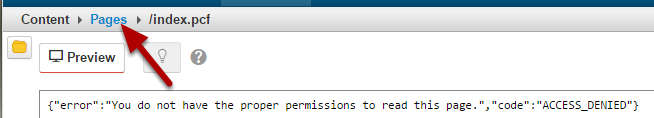 Content Pages /index.pcf
Preview ?
{"error":"You do not have the proper permissions to read this page.","code":"ACCESS_DENIED"}